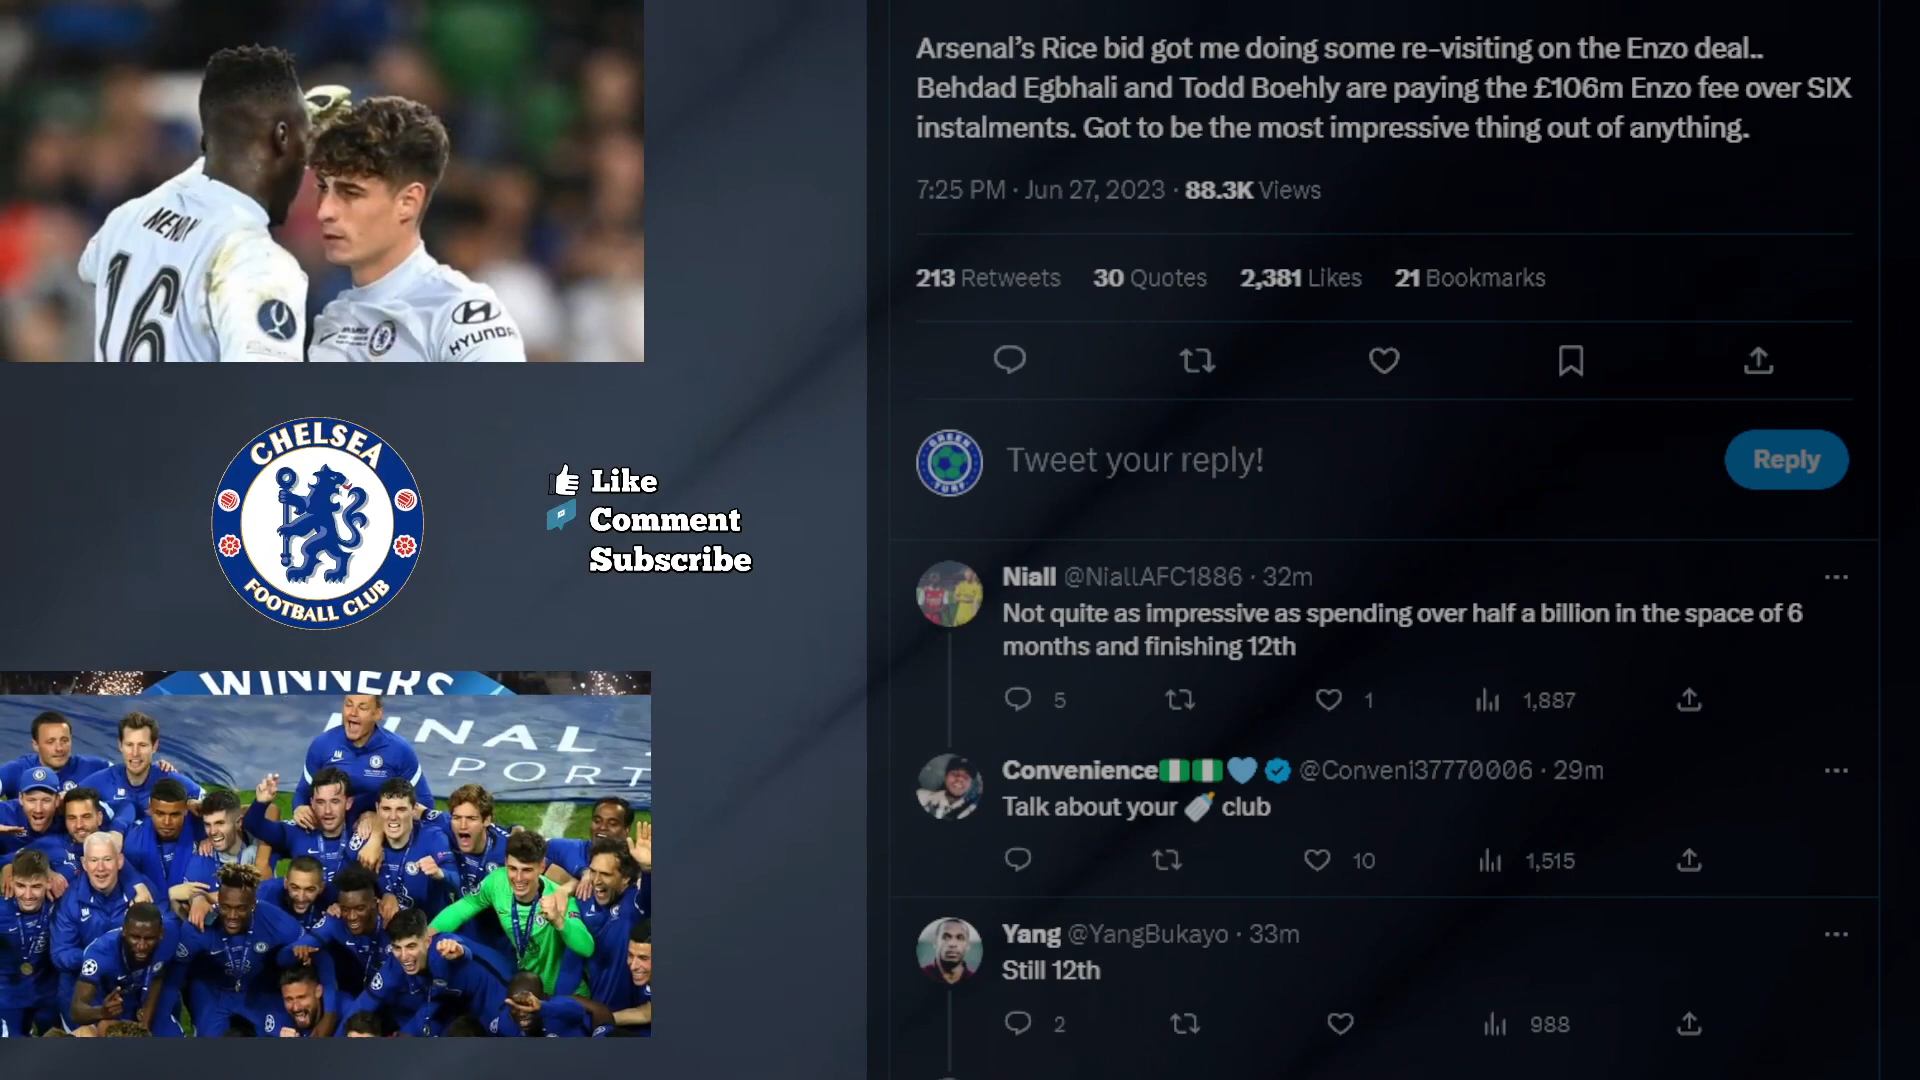 MENDY
16
HYUNDAI
CHELSEA
FOOTBALL CLUB
Like
Comment
Subscribe
WINNERS
FINAL
PORT
Arsenal’s Rice bid got me doing some re-visiting on the Enzo deal..
Behdad Egbhali and Todd Boehly are paying the £106m Enzo fee over SIX
instalments. Got to be the most impressive thing out of anything.
7:25 PM · Jun 27, 2023 · 88.3K Views
213 Retweets 30 Quotes 2,381 Likes 21 Bookmarks
GREEN
TURF
Tweet your reply!
Reply
Niall @NiallAFC1886 · 32m
Not quite as impressive as spending over half a billion in the space of 6
months and finishing 12th
5 1 1,887
Convenience🇳🇬🇳🇬💙 @Conveni37770006 · 29m
Talk about your 🍼 club
10 1,515
Yang @YangBukayo · 33m
Still 12th
2 988